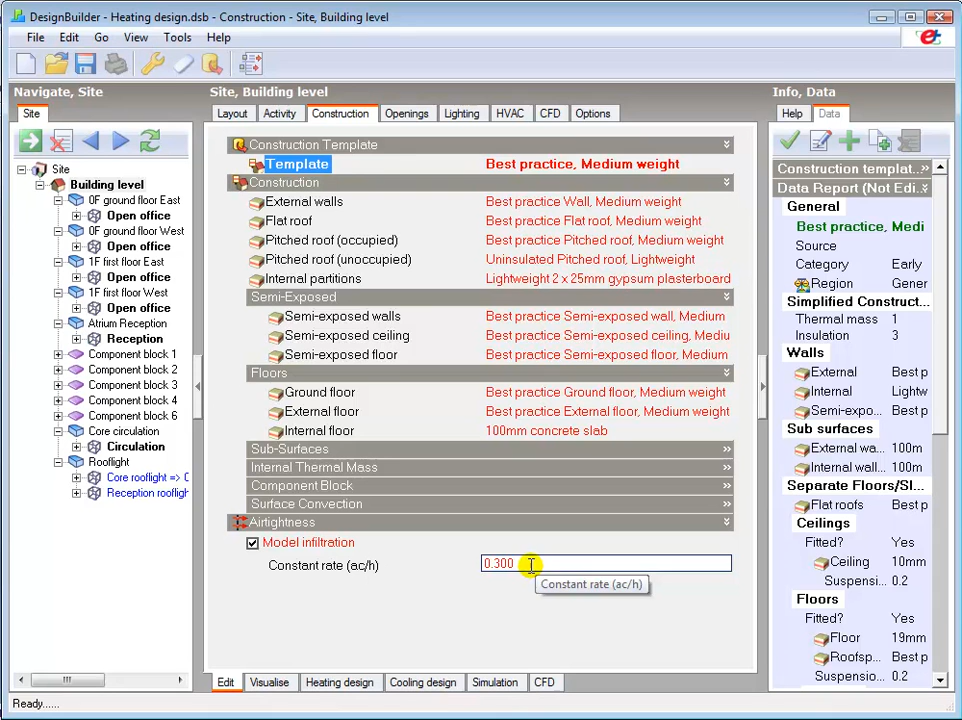 DesignBuilder - Heating design.dsb - Construction - Site, Building level
File Edit Go View Tools Help
Navigate, Site
Site
Site
Building level
0F ground floor East
Open office
0F ground floor West
Open office
1F first floor East
Open office
1F first floor West
Open office
Atrium Reception
Reception
Component block 1
Component block 2
Component block 3
Component block 4
Component block 6
Core circulation
Circulation
Rooflight
Core rooflight => C
Reception rooflight
Site, Building level
Layout Activity Construction Openings Lighting HVAC CFD Options
Construction Template
Template Best practice, Medium weight
Construction
External walls Best practice Wall, Medium weight
Flat roof Best practice Flat roof, Medium weight
Pitched roof (occupied) Best practice Pitched roof, Medium weight
Pitched roof (unoccupied) Uninsulated Pitched roof, Lightweight
Internal partitions Lightweight 2 x 25mm gypsum plasterboard
Semi-Exposed
Semi-exposed walls Best practice Semi-exposed wall, Medium
Semi-exposed ceiling Best practice Semi-exposed ceiling, Mediu
Semi-exposed floor Best practice Semi-exposed floor, Medium
Floors
Ground floor Best practice Ground floor, Medium weight
External floor Best practice External floor, Medium weight
Internal floor 100mm concrete slab
Sub-Surfaces
Internal Thermal Mass
Component Block
Surface Convection
Airtightness
Model infiltration
Constant rate (ac/h) 0.300
Constant rate (ac/h)
Edit Visualise Heating design Cooling design Simulation CFD
Info, Data
Help Data
Construction templat...
Data Report (Not Edi...
General
Best practice, Medi
Source
Category Early
Region Gener
Simplified Construct...
Thermal mass 1
Insulation 3
Walls
External Best p
Internal Lightw
Semi-expo... Best p
Sub surfaces
External wa... 100m
Internal wall... 100m
Separate Floors/Sl...
Flat roofs Best p
Ceilings
Fitted? Yes
Ceiling 10mm
Suspensi... 0.2
Floors
Fitted? Yes
Floor 19mm
Roofsp... Best p
Suspensi... 0.2
Ready......